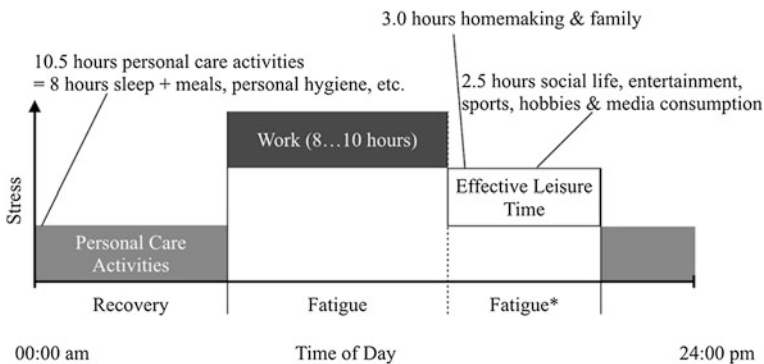 3.0 hours homemaking & family
10.5 hours personal care activities
= 8 hours sleep + meals, personal hygiene, etc.
2.5 hours social life, entertainment,
sports, hobbies & media consumption
Work (8…10 hours)
Effective Leisure
Time
Stress
Personal Care
Activities
Recovery
Fatigue
Fatigue*
00:00 am
Time of Day
24:00 pm